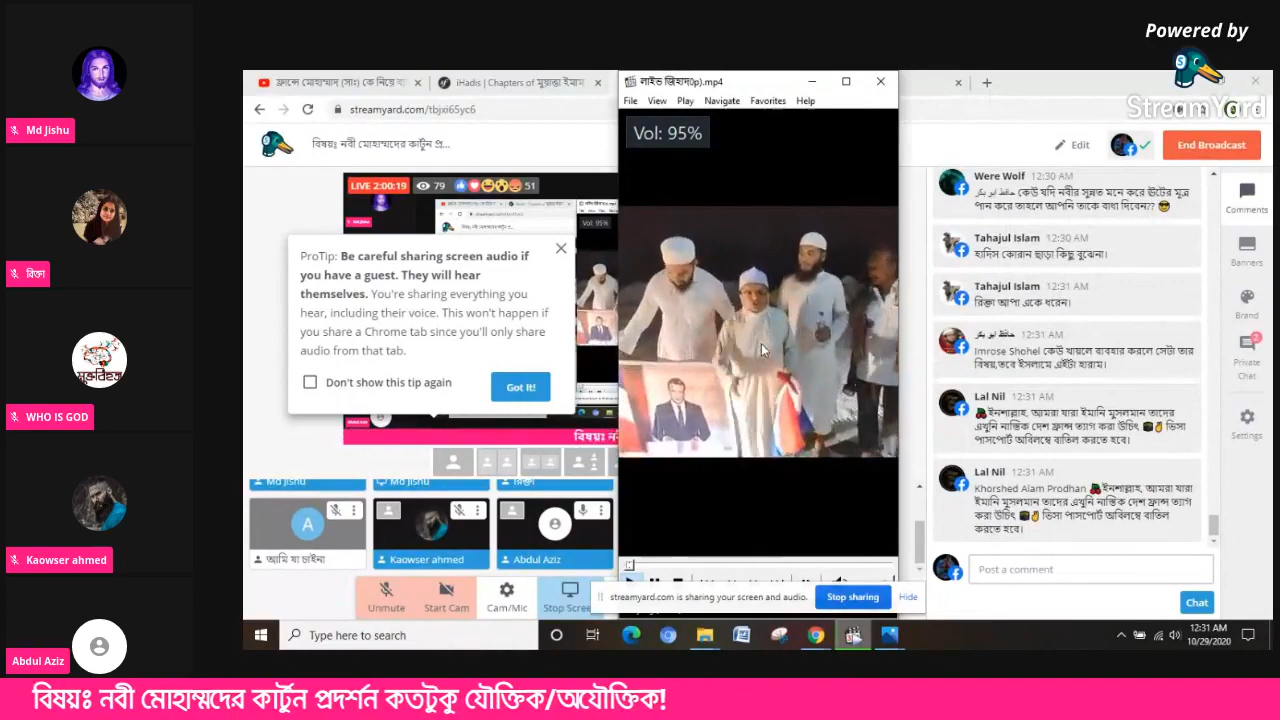 Powered by
StreamYard
Md Jishu
রিক্তা
WHO IS GOD
Kaowser ahmed
Abdul Aziz
ফ্রান্সে মোহাম্মাদ (সাঃ) কে নিয়ে ব্য
iHadis | Chapters of মুয়াত্তা ইমাম
streamyard.com/tbjxi65yc6
বিষয়ঃ নবী মোহাম্মদের কার্টুন প্র...
Edit
End Broadcast
LIVE 2:00:19
79
51
ProTip: Be careful sharing screen audio if
you have a guest. They will hear
themselves. You're sharing everything you
hear, including their voice. This won't happen if
you share a Chrome tab since you'll only share
audio from that tab.
Don't show this tip again
Got It!
লাইভ জিহাদ0p).mp4
File View Play Navigate Favorites Help
Vol: 95%
Were Wolf 12:30 AM
حافظ ابو بكر কেউ যদি নবীর সুন্নত মনে করে ঊটের মূত্র
পান করে তাহলে আপনি তাকে বাধা দিবেন??
Tahajul Islam 12:30 AM
হাদিস কোরান ছাড়া কিছু বুঝেনা।
Tahajul Islam 12:31 AM
রিক্তা আপা একে ধরেন।
حافظ ابو بكر 12:31 AM
Imrose Shohel কেউ খায়লে ব্যবহার করলে সেটা তার
বিষয়,তবে ইসলামে এইটা হারাম।
Lal Nil 12:31 AM
ইনশাল্লাহ, আমরা যারা ইমানি মুসলমান তাদের
এখুনি নাস্তিক দেশ ফ্রান্স ত্যাগ করা উচিৎ ভিসা
পাসপোর্ট অবিলম্বে বাতিল করতে হবে।
Lal Nil 12:31 AM
Khorshed Alam Prodhan ইনশাল্লাহ, আমরা যারা
ইমানি মুসলমান তাদের এখুনি নাস্তিক দেশ ফ্রান্স ত্যাগ
করা উচিৎ ভিসা পাসপোর্ট অবিলম্বে বাতিল
করতে হবে।
Post a comment
Chat
Comments
Banners
Brand
2
Private
Chat
Settings
Md Jishu
Md Jishu
রিক্তা
A
আমি যা চাইনা
Kaowser ahmed
Abdul Aziz
Unmute
Start Cam
Cam/Mic
Stop Scree
streamyard.com is sharing your screen and audio.
Stop sharing
Hide
Type here to search
12:31 AM
10/29/2020
বিষয়ঃ নবী মোহাম্মদের কার্টুন প্রদর্শন কতটুকু যৌক্তিক/অযৌক্তিক!